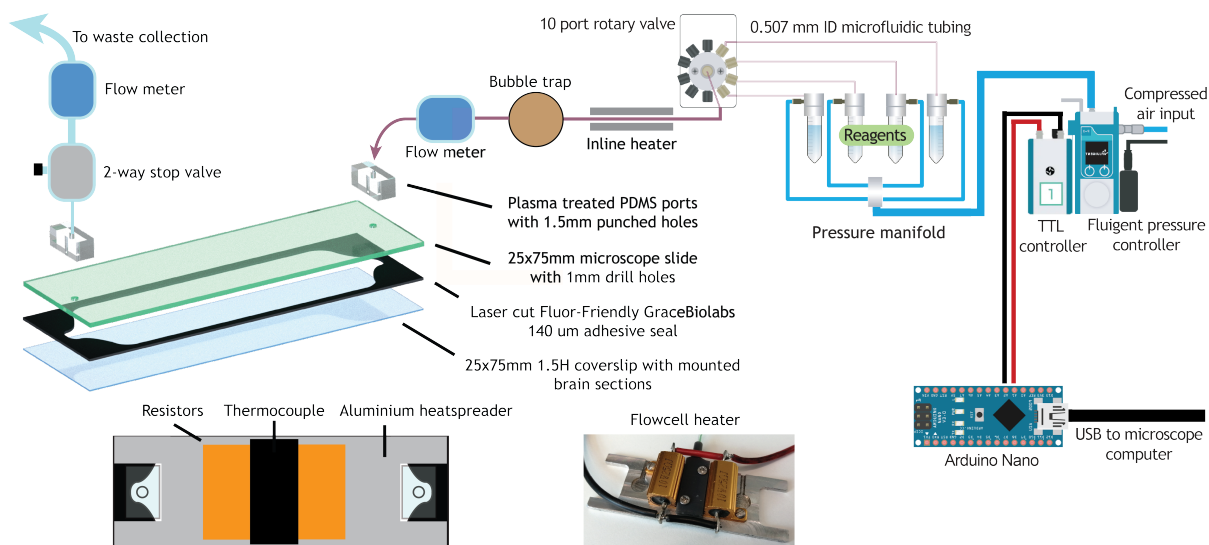 To waste collection
Flow meter
2-way stop valve
10 port rotary valve
0.507 mm ID microfluidic tubing
Bubble trap
Flow meter
Inline heater
Reagents
Compressed
air input
Plasma treated PDMS ports
with 1.5mm punched holes
Pressure manifold
1
TTL
controller
Fluigent pressure
controller
25x75mm microscope slide
with 1mm drill holes
Laser cut Fluor-Friendly GraceBiolabs
140 um adhesive seal
25x75mm 1.5H coverslip with mounted
brain sections
Resistors
Thermocouple
Aluminium heatspreader
Flowcell heater
USB to microscope
computer
Arduino Nano